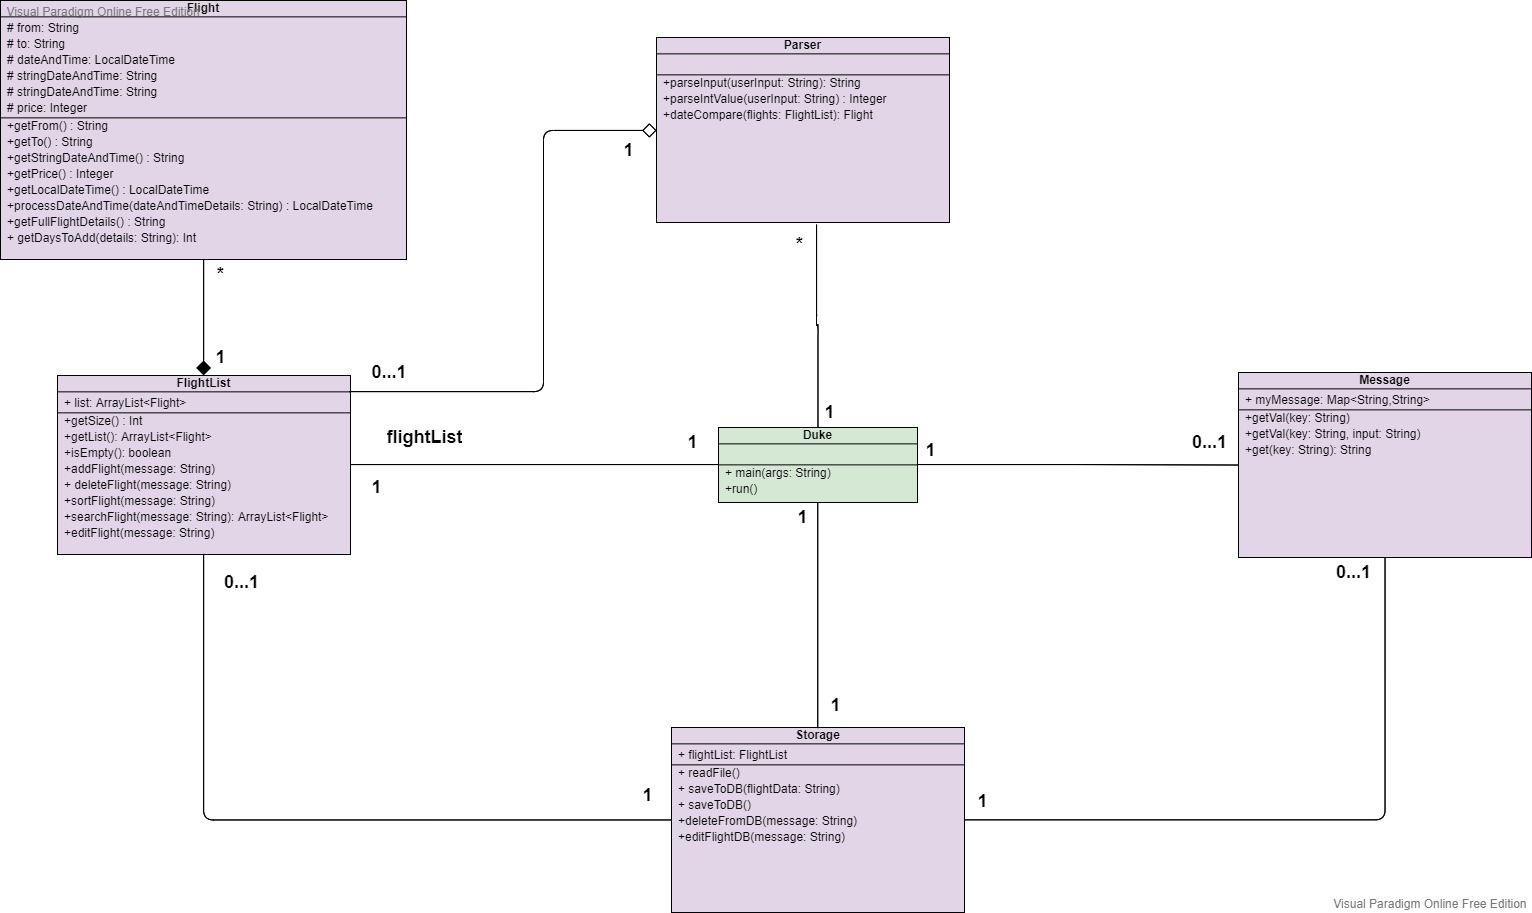 Visual Paradigm Online Free Edition
Flight
# from: String
# to: String
# dateAndTime: LocalDateTime
# stringDateAndTime: String
# stringDateAndTime: String
# price: Integer
+getFrom() : String
+getTo() : String
+getStringDateAndTime() : String
+getPrice() : Integer
+getLocalDateTime() : LocalDateTime
+processDateAndTime(dateAndTimeDetails: String) : LocalDateTime
+getFullFlightDetails() : String
+ getDaysToAdd(details: String): Int
Parser
+parseInput(userInput: String): String
+parseIntValue(userInput: String) : Integer
+dateCompare(flights: FlightList): Flight
1
*
*
1
0...1
FlightList
+ list: ArrayList<Flight>
+getSize() : Int
+getList(): ArrayList<Flight>
+isEmpty(): boolean
+addFlight(message: String)
+ deleteFlight(message: String)
+sortFlight(message: String)
+searchFlight(message: String): ArrayList<Flight>
+editFlight(message: String)
flightList
1
1
1
Duke
+ main(args: String)
+run()
1
0...1
Message
+ myMessage: Map<String,String>
+getVal(key: String)
+getVal(key: String, input: String)
+get(key: String): String
1
0...1
0...1
1
Storage
+ flightList: FlightList
+ readFile()
+ saveToDB(flightData: String)
+ saveToDB()
+deleteFromDB(message: String)
+editFlightDB(message: String)
1
1
Visual Paradigm Online Free Edition